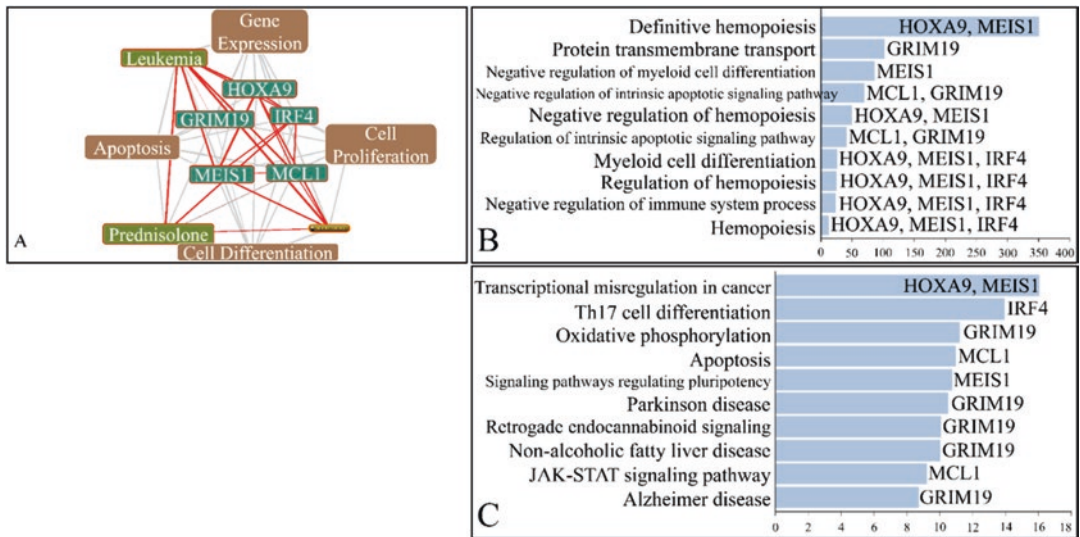 Gene
Expression
Leukemia
HOXA9
GRIM19
IRF4
Apoptosis
Cell
Proliferation
MEIS1
MCL1
Prednisolone
Cell Differentiation
A
Definitive hemopoiesis
HOXA9, MEIS1
Protein transmembrane transport
GRIM19
Negative regulation of myeloid cell differentiation
MEIS1
Negative regulation of intrinsic apoptotic signaling pathway
MCL1, GRIM19
Negative regulation of hemopoiesis
HOXA9, MEIS1
Regulation of intrinsic apoptotic signaling pathway
MCL1, GRIM19
Myeloid cell differentiation
HOXA9, MEIS1, IRF4
Regulation of hemopoiesis
HOXA9, MEIS1, IRF4
Negative regulation of immune system process
HOXA9, MEIS1, IRF4
Hemopoiesis
HOXA9, MEIS1, IRF4
B
0 50 100 150 200 250 300 350 400
Transcriptional misregulation in cancer
HOXA9, MEIS1
Th17 cell differentiation
IRF4
Oxidative phosphorylation
GRIM19
Apoptosis
MCL1
Signaling pathways regulating pluripotency
MEIS1
Parkinson disease
GRIM19
Retrogade endocannabinoid signaling
GRIM19
Non-alcoholic fatty liver disease
GRIM19
JAK-STAT signaling pathway
MCL1
Alzheimer disease
GRIM19
C
0 2 4 6 8 10 12 14 16 18